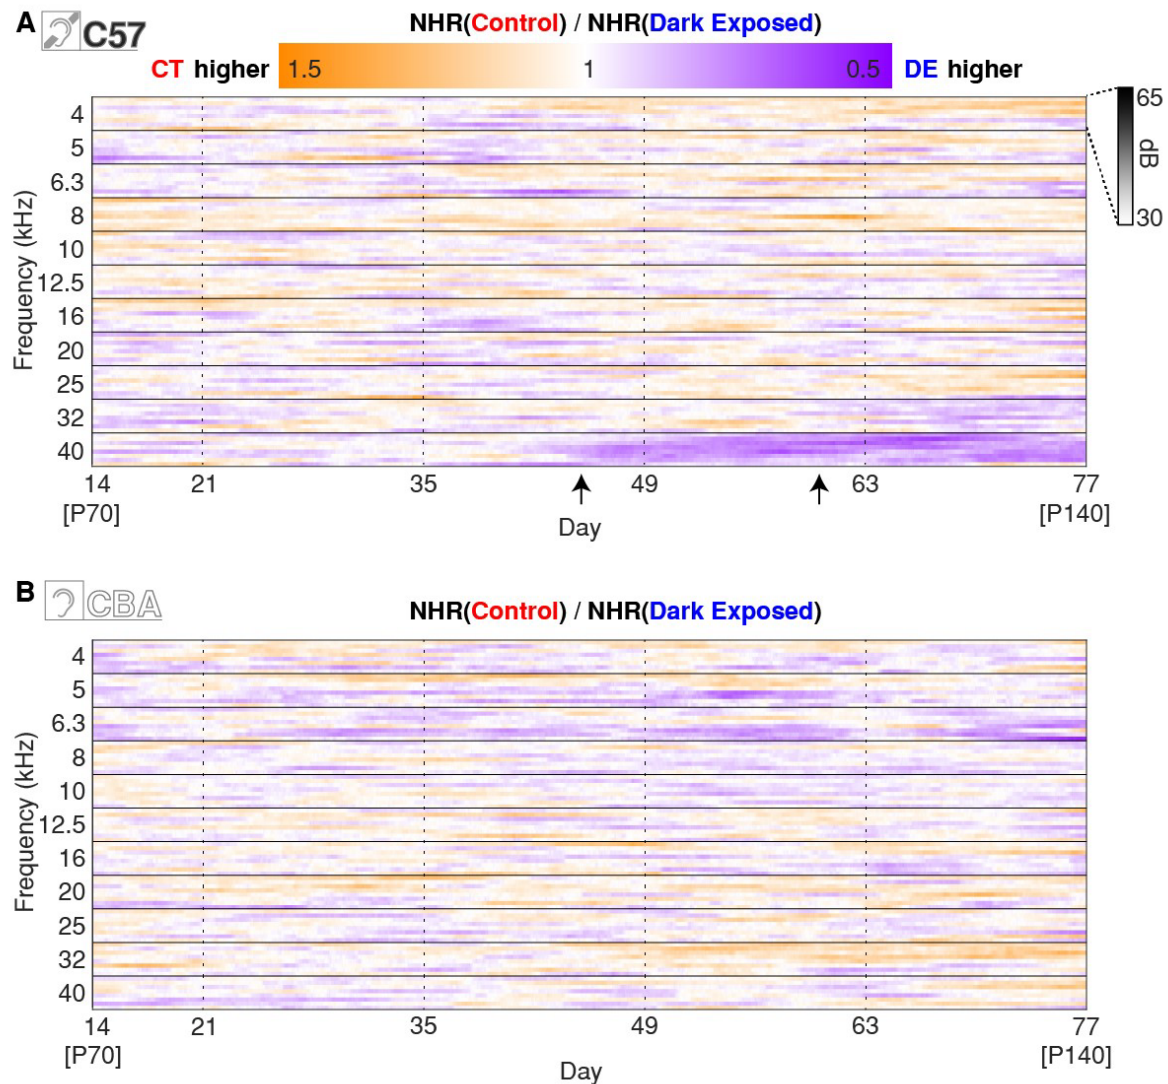 A C57
NHR(Control) / NHR(Dark Exposed)
CT higher 1.5 1 0.5 DE higher
65
dB
30
Frequency (kHz)
4
5
6.3
8
10
12.5
16
20
25
32
40
14 21 35 49 63 77
[P70] [P140]
Day
B CBA
NHR(Control) / NHR(Dark Exposed)
Frequency (kHz)
4
5
6.3
8
10
12.5
16
20
25
32
40
14 21 35 49 63 77
[P70] [P140]
Day